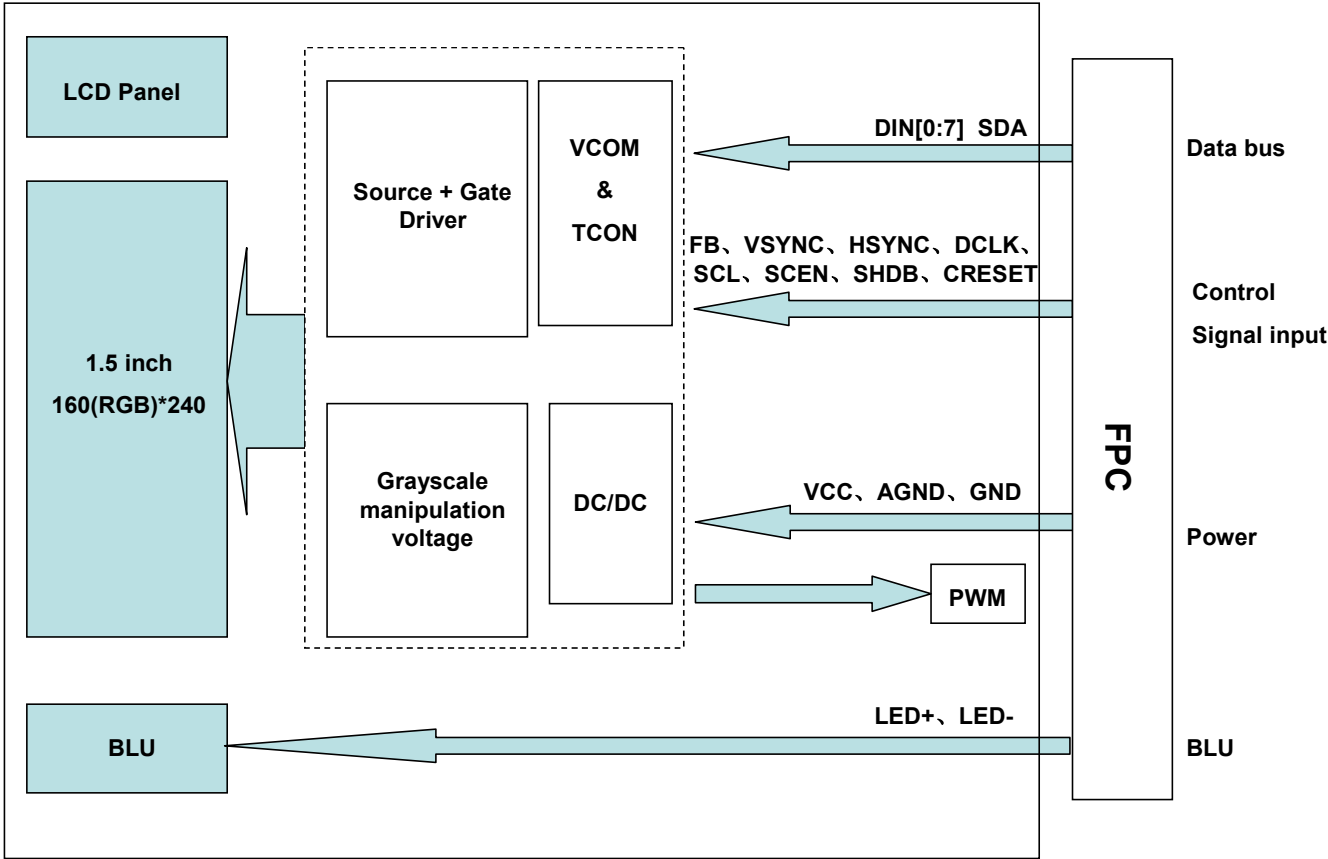 LCD Panel
1.5 inch
160(RGB)*240
BLU
Source + Gate
Driver
VCOM
&
TCON
Grayscale
manipulation
voltage
DC/DC
DIN[0:7] SDA
FB、VSYNC、HSYNC、DCLK、
SCL、SCEN、SHDB、CRESET
VCC、AGND、GND
PWM
LED+、LED-
FPC
Data bus
Control
Signal input
Power
BLU